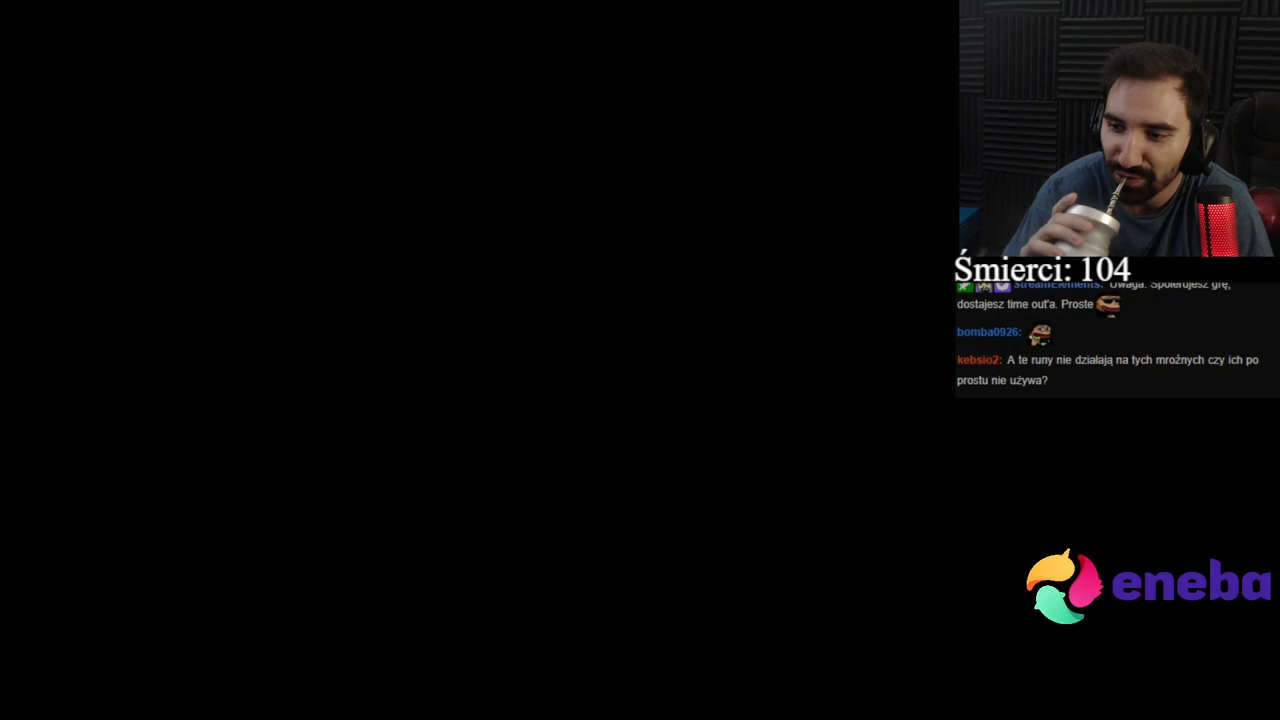 Śmierci: 104
StreamElements: Uwaga. Spoilerujesz grę,
dostajesz time out'a. Proste
bomba0926:
kebsio2: A te runy nie działają na tych mroźnych czy ich po
prostu nie używa?
eneba